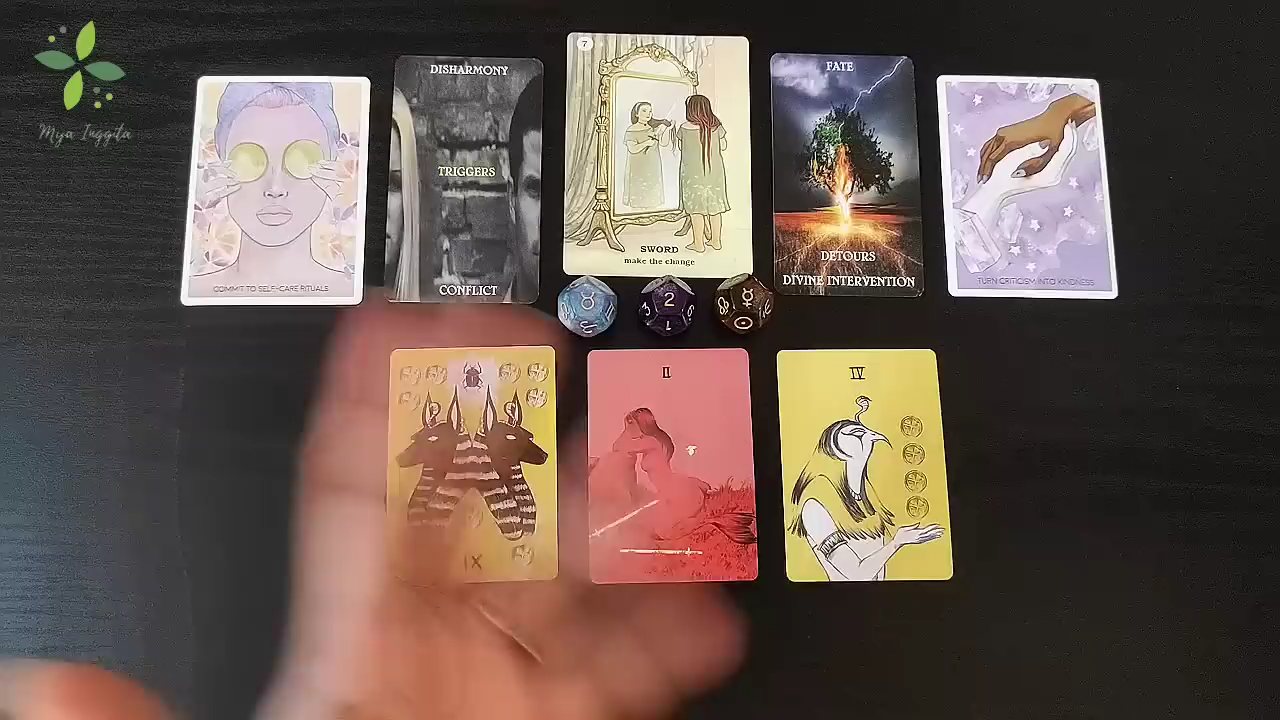 Mya Inggita
COMMIT TO SELF-CARE RITUALS
DISHARMONY
TRIGGERS
CONFLICT
7
SWORD
make the change
FATE
DETOURS
DIVINE INTERVENTION
TURN CRITICISM INTO KINDNESS
2
1
IX
II
IV